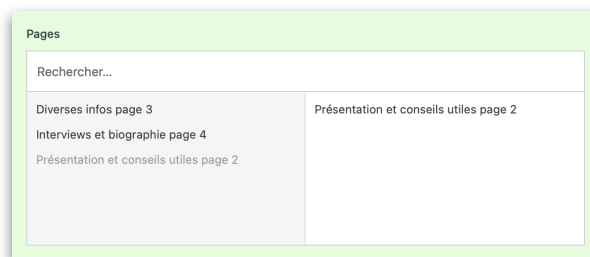 Pages
Rechercher...
Diverses infos page 3
Interviews et biographie page 4
Présentation et conseils utiles page 2
Présentation et conseils utiles page 2